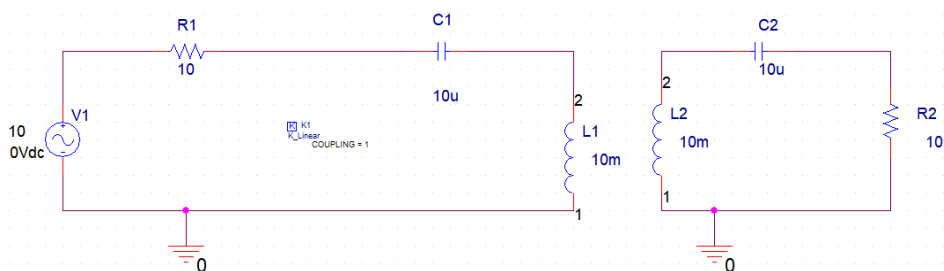 R1
10
C1
10u
V1
10
0Vdc
K K1
K_Linear
COUPLING = 1
2
L1
10m
1
0
C2
10u
2
L2
10m
1
R2
10
0